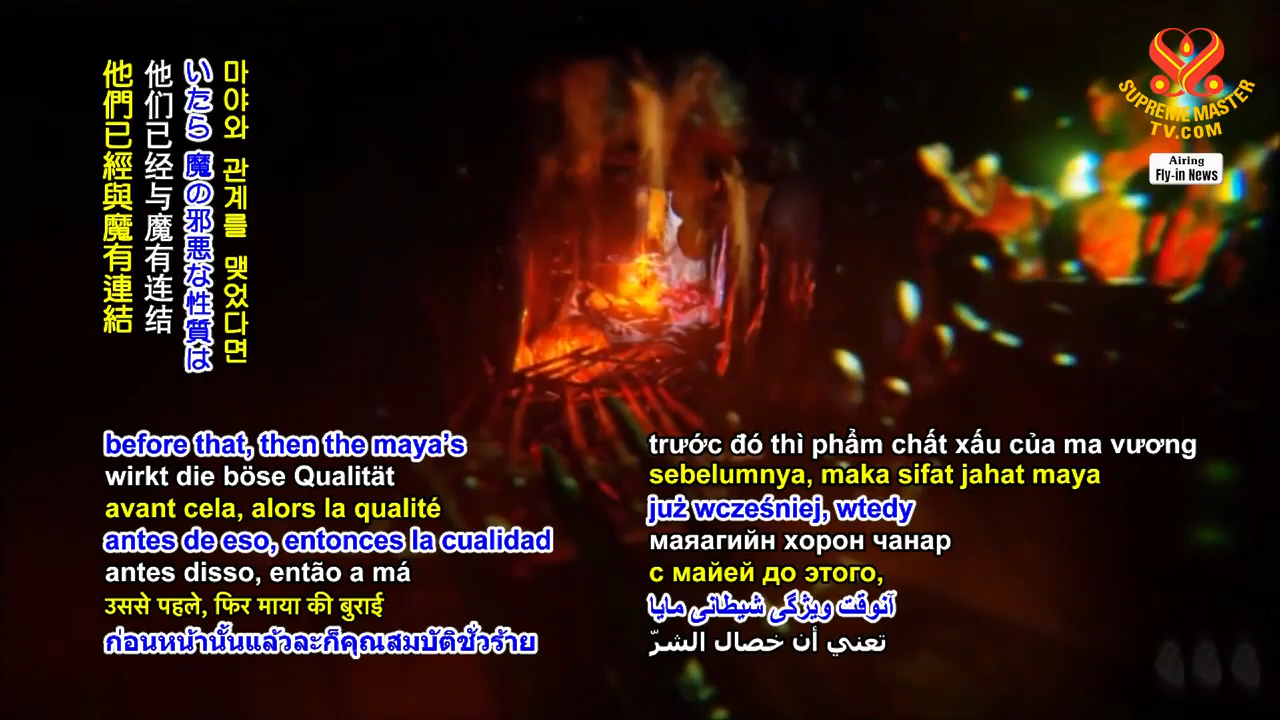 他們已經與魔有連結
他们已经与魔有连结
いたら 魔の邪悪な性質は
마야와 관계를 맺었다면
SUPREME MASTER
TV.COM
Airing
Fly-in News
before that, then the maya’s
wirkt die böse Qualität
avant cela, alors la qualité
antes de eso, entonces la cualidad
antes disso, então a má
उससे पहले, फिर माया की बुराई
ก่อนหน้านั้นแล้วละก็คุณสมบัติชั่วร้าย
trước đó thì phẩm chất xấu của ma vương
sebelumnya, maka sifat jahat maya
już wcześniej, wtedy
маяагийн хорон чанар
с майей до этого,
آنوقت ویژگی شیطانی مایا
تعني أن خصال الشرّ